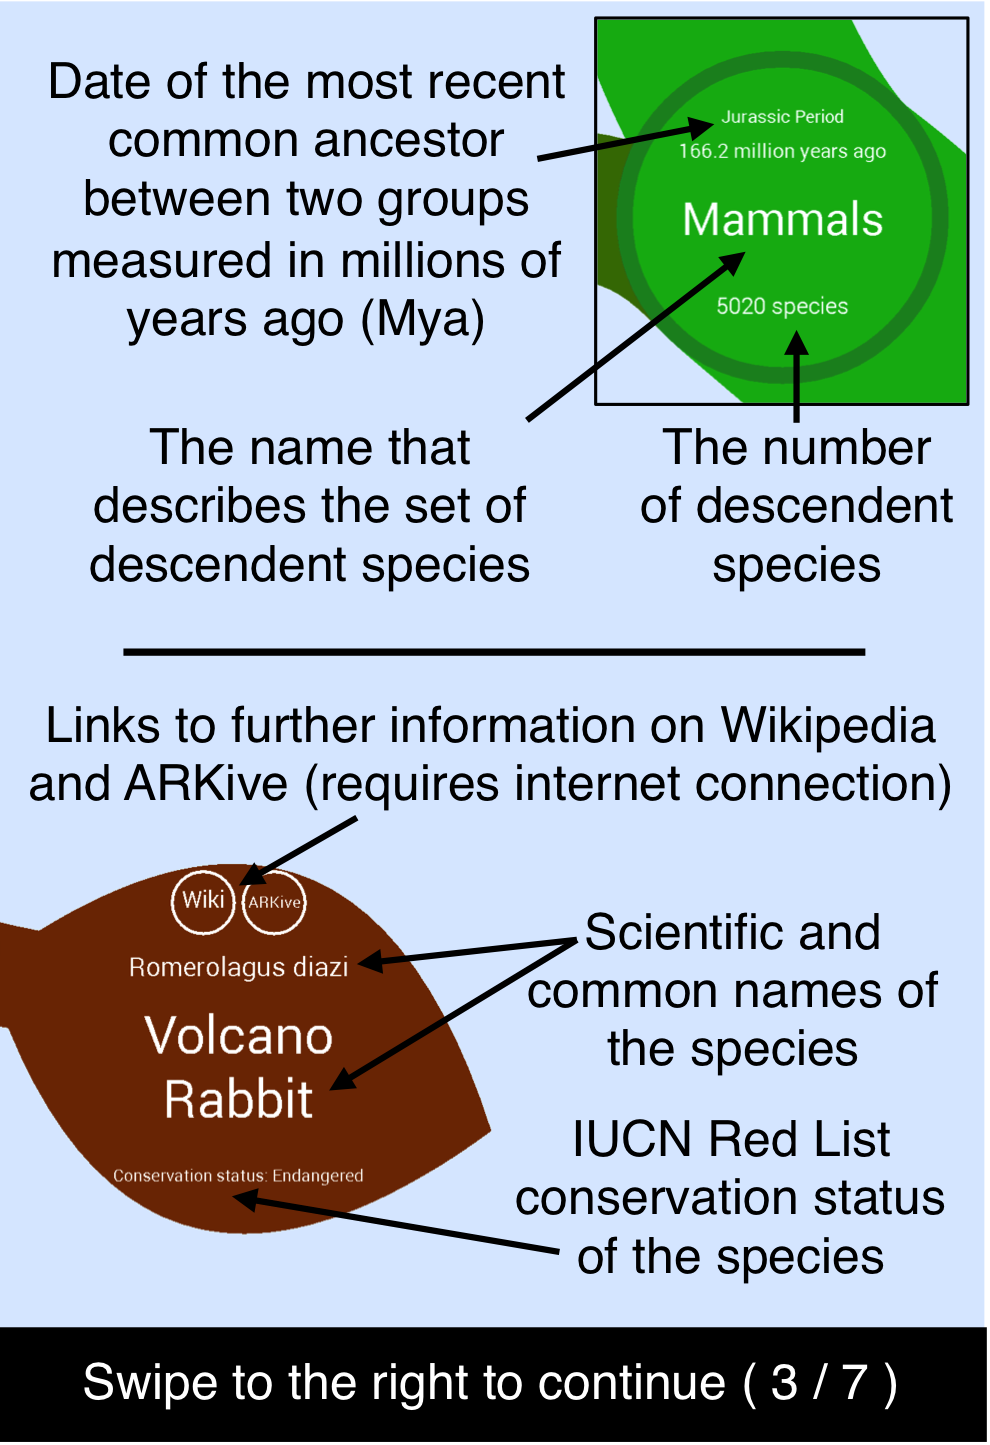 Date of the most recent
common ancestor
between two groups
measured in millions of
years ago (Mya)
Jurassic Period
166.2 million years ago
Mammals
5020 species
The name that
describes the set of
descendent species
The number
of descendent
species
Links to further information on Wikipedia
and ARKive (requires internet connection)
Wiki
ARKive
Romerolagus diazi
Volcano
Rabbit
Conservation status: Endangered
Scientific and
common names of
the species
IUCN Red List
conservation status
of the species
Swipe to the right to continue ( 3 / 7 )